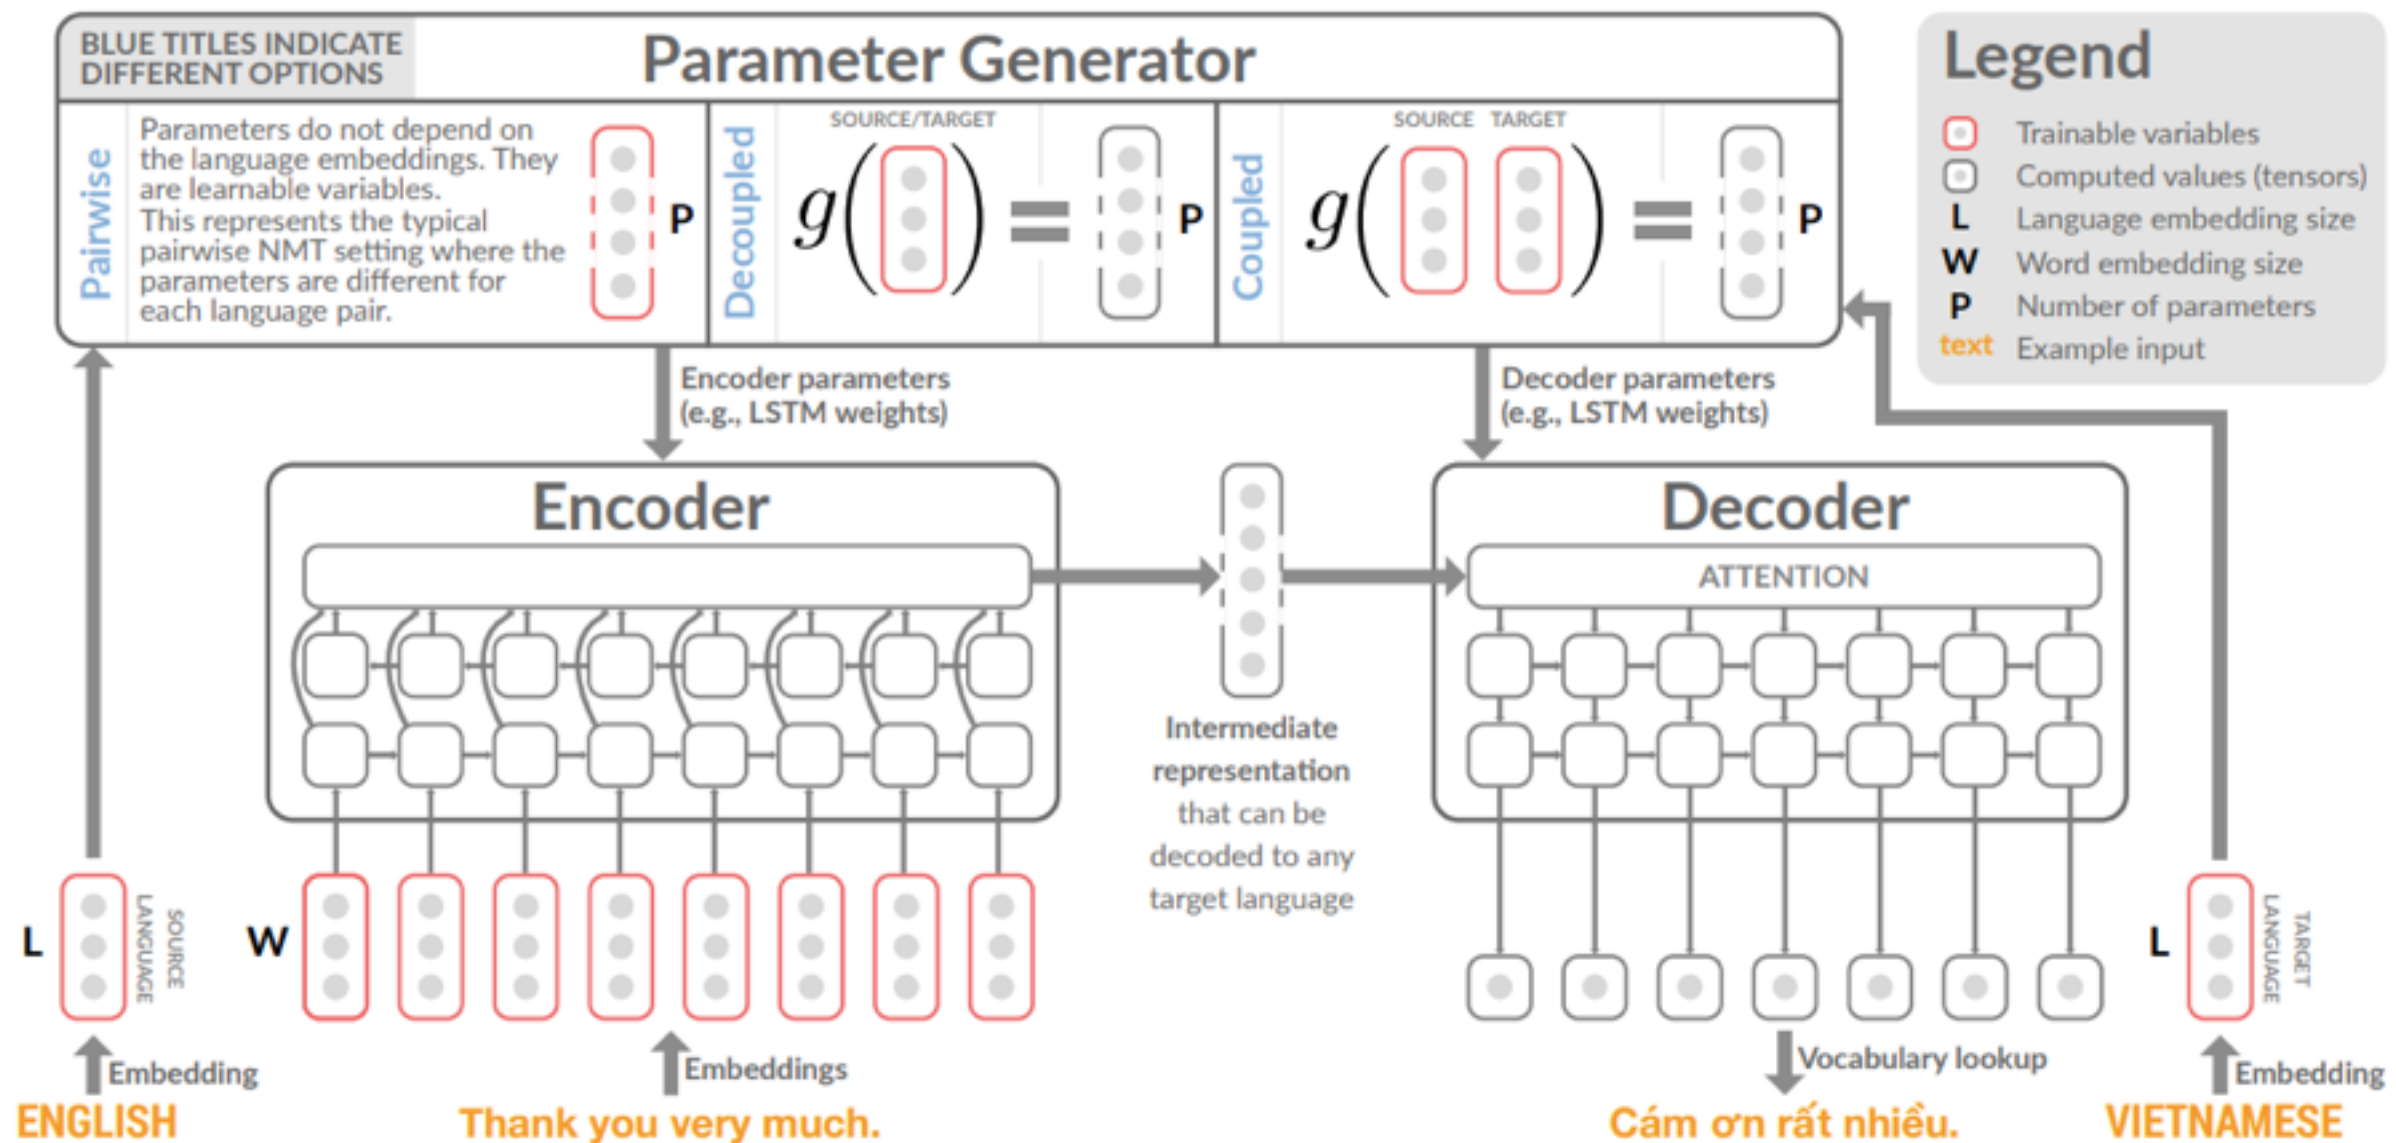 BLUE TITLES INDICATE
DIFFERENT OPTIONS
Parameter Generator
Pairwise
Parameters do not depend on
the language embeddings. They
are learnable variables.
This represents the typical
pairwise NMT setting where the
parameters are different for
each language pair.
P
Decoupled
SOURCE/TARGET
g( ) =
P
Coupled
SOURCE TARGET
g( ) =
P
Legend
Trainable variables
Computed values (tensors)
L Language embedding size
W Word embedding size
P Number of parameters
text Example input
Encoder parameters
(e.g., LSTM weights)
Decoder parameters
(e.g., LSTM weights)
Encoder
Decoder
ATTENTION
Intermediate
representation
that can be
decoded to any
target language
L
SOURCE
LANGUAGE
W
L
TARGET
LANGUAGE
Embedding
Embeddings
Vocabulary lookup
Embedding
ENGLISH
Thank you very much.
Cám ơn rất nhiều.
VIETNAMESE